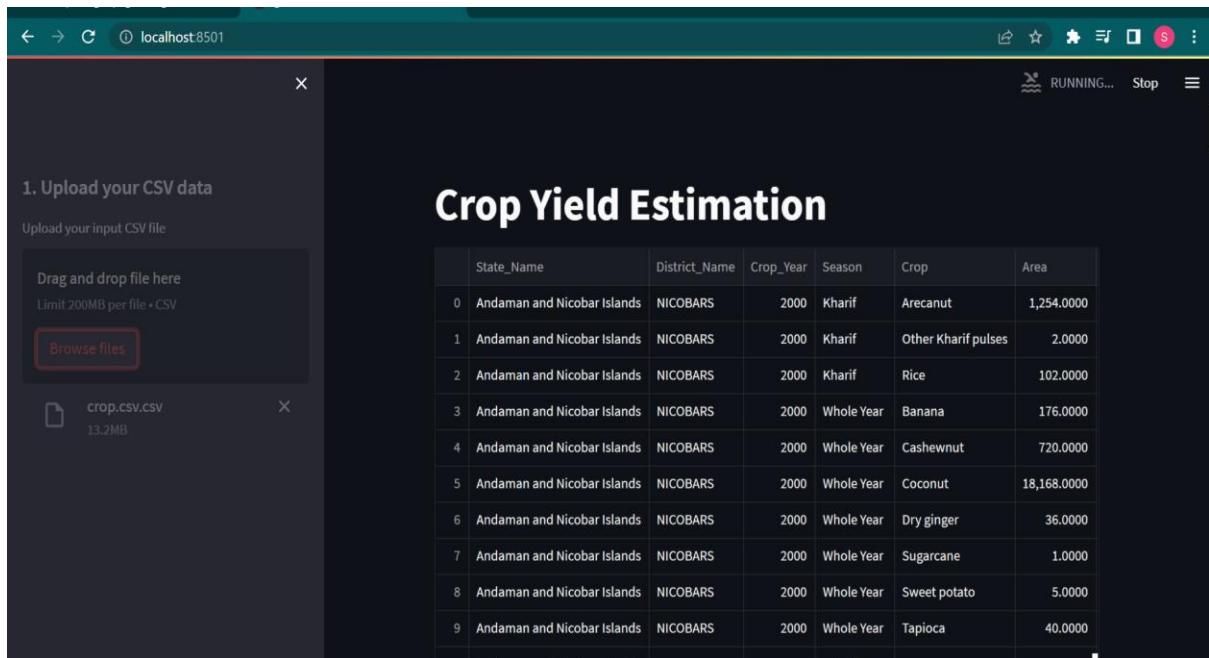 localhost:8501
S
RUNNING... Stop
1. Upload your CSV data
Upload your input CSV file
Drag and drop file here
Limit 200MB per file • CSV
Browse files
crop.csv.csv
13.2MB
Crop Yield Estimation
State_Name District_Name Crop_Year Season Crop Area
0 Andaman and Nicobar Islands NICOBARS 2000 Kharif Arecanut 1,254.0000
1 Andaman and Nicobar Islands NICOBARS 2000 Kharif Other Kharif pulses 2.0000
2 Andaman and Nicobar Islands NICOBARS 2000 Kharif Rice 102.0000
3 Andaman and Nicobar Islands NICOBARS 2000 Whole Year Banana 176.0000
4 Andaman and Nicobar Islands NICOBARS 2000 Whole Year Cashewnut 720.0000
5 Andaman and Nicobar Islands NICOBARS 2000 Whole Year Coconut 18,168.0000
6 Andaman and Nicobar Islands NICOBARS 2000 Whole Year Dry ginger 36.0000
7 Andaman and Nicobar Islands NICOBARS 2000 Whole Year Sugarcane 1.0000
8 Andaman and Nicobar Islands NICOBARS 2000 Whole Year Sweet potato 5.0000
9 Andaman and Nicobar Islands NICOBARS 2000 Whole Year Tapioca 40.0000